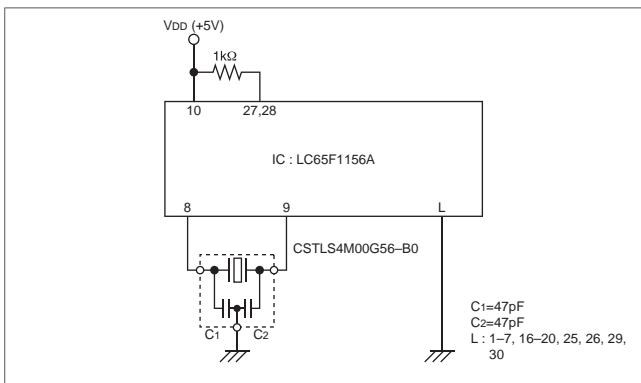 VDD (+5V)
1kΩ
10
27,28
IC : LC65F1156A
8
9
L
CSTLS4M00G56–B0
C1
C2
C1=47pF
C2=47pF
L : 1–7, 16–20, 25, 26, 29,
30